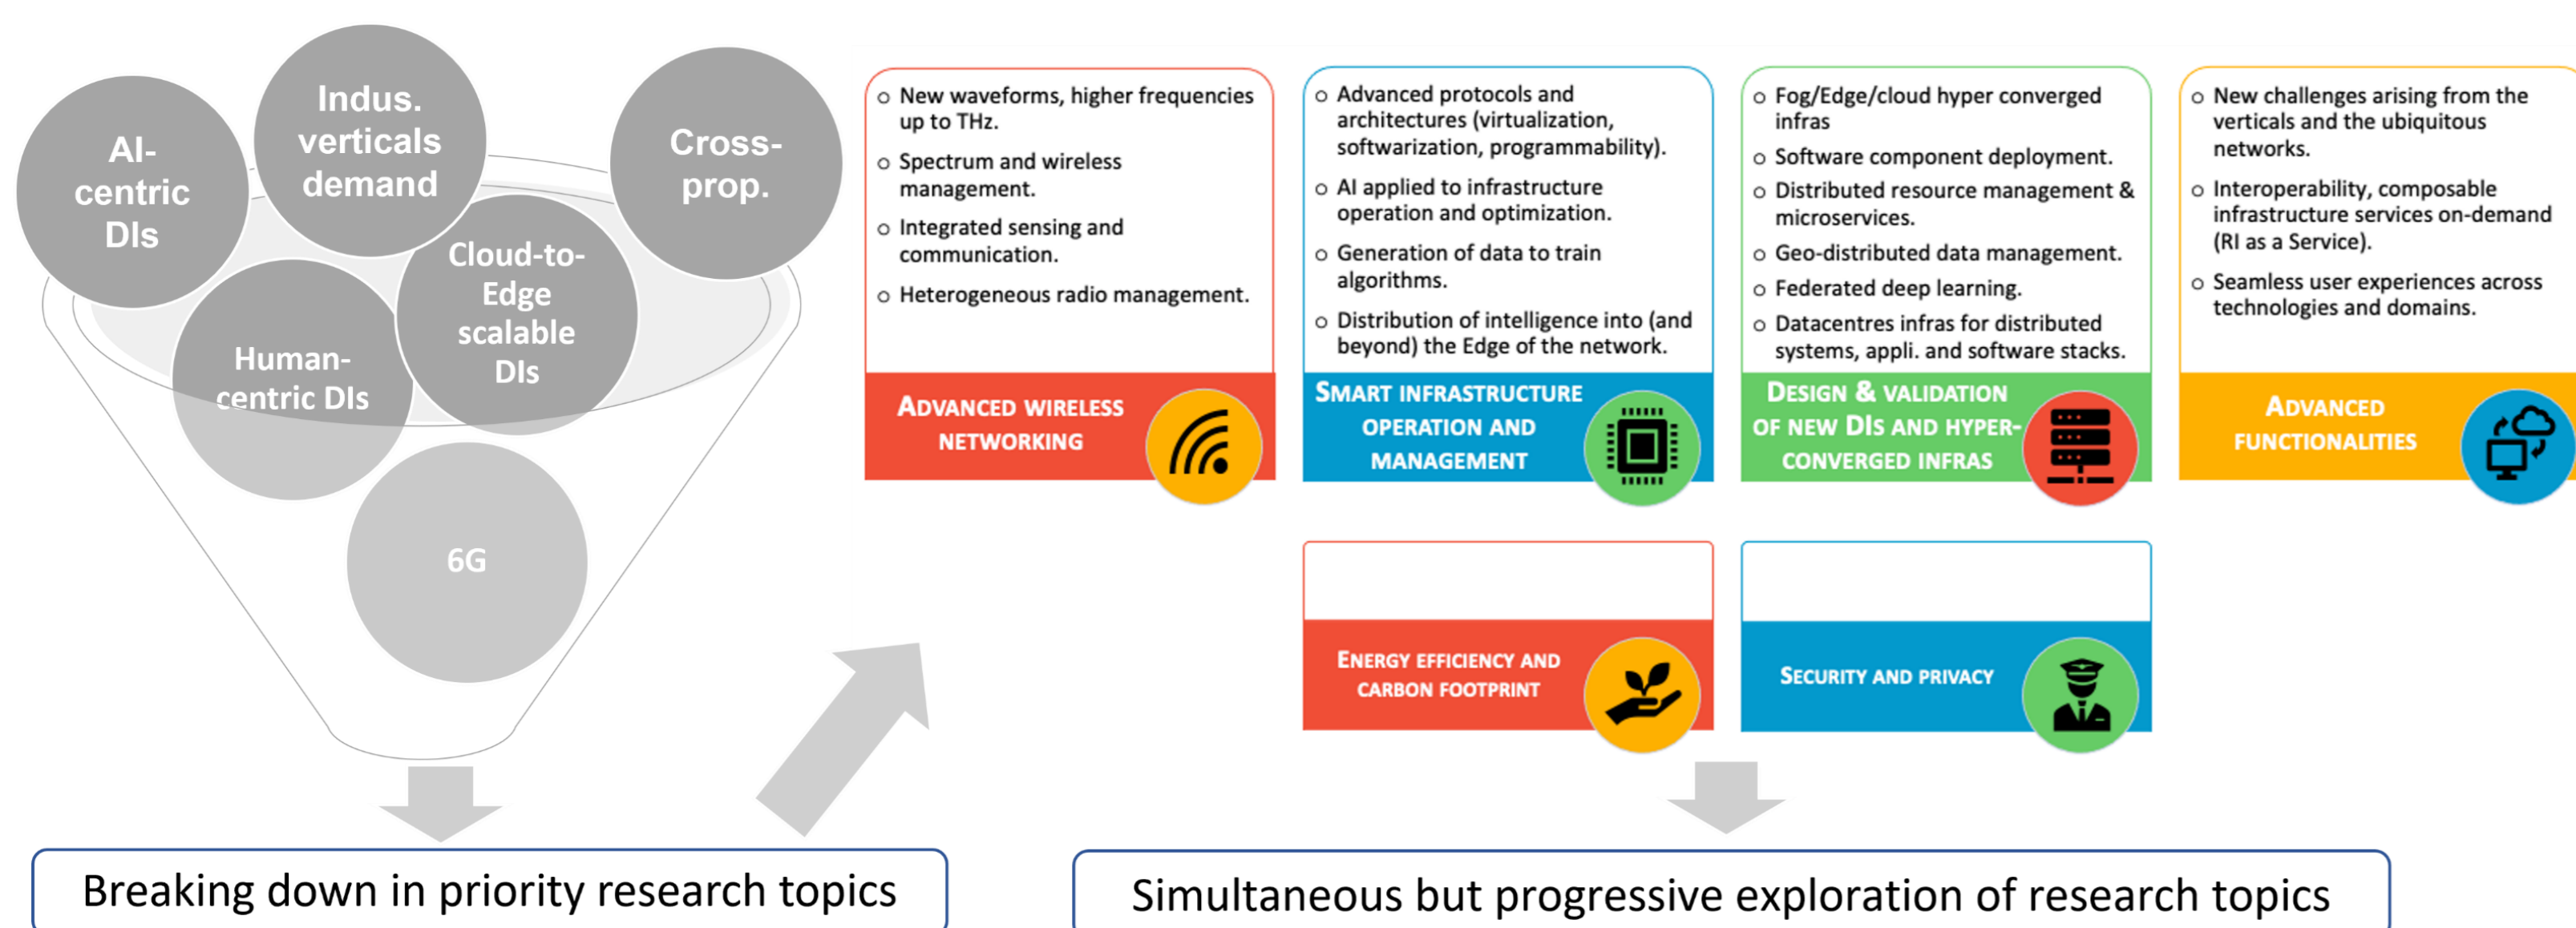 AI-
centric
DIs
Indus.
verticals
demand
Cross-
prop.
Human-
centric DIs
Cloud-to-
Edge
scalable
DIs
6G
Breaking down in priority research topics
○ New waveforms, higher frequencies
up to THz.
○ Spectrum and wireless
management.
○ Integrated sensing and
communication.
○ Heterogeneous radio management.
ADVANCED WIRELESS
NETWORKING
○ Advanced protocols and
architectures (virtualization,
softwarization, programmability).
○ AI applied to infrastructure
operation and optimization.
○ Generation of data to train
algorithms.
○ Distribution of intelligence into (and
beyond) the Edge of the network.
SMART INFRASTRUCTURE
OPERATION AND
MANAGEMENT
○ Fog/Edge/cloud hyper converged
infras
○ Software component deployment.
○ Distributed resource management &
microservices.
○ Geo-distributed data management.
○ Federated deep learning.
○ Datacentres infras for distributed
systems, appli. and software stacks.
DESIGN & VALIDATION
OF NEW DIS AND HYPER-
CONVERGED INFRAS
○ New challenges arising from the
verticals and the ubiquitous
networks.
○ Interoperability, composable
infrastructure services on-demand
(RI as a Service).
○ Seamless user experiences across
technologies and domains.
ADVANCED
FUNCTIONALITIES
ENERGY EFFICIENCY AND
CARBON FOOTPRINT
SECURITY AND PRIVACY
Simultaneous but progressive exploration of research topics